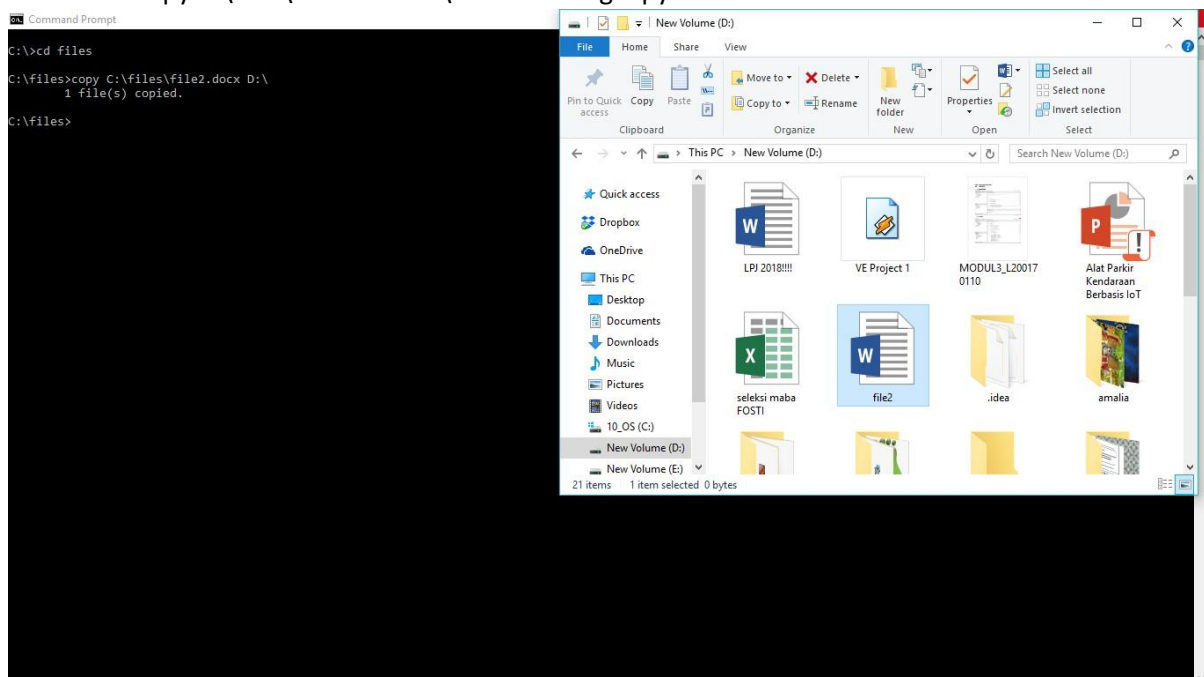 Command Prompt
C:\>cd files
C:\files>copy C:\files\file2.docx D:\
1 file(s) copied.
C:\files>
New Volume (D:)
File Home Share View
Pin to Quick access
Copy
Paste
Move to
Copy to
Delete
Rename
New folder
Properties
Select all
Select none
Invert selection
Clipboard Organize New Open Select
This PC > New Volume (D:)
Search New Volume (D:)
Quick access
Dropbox
OneDrive
This PC
Desktop
Documents
Downloads
Music
Pictures
Videos
10_OS (C:)
New Volume (D:)
New Volume (E:)
LPJ 2018!!!!
VE Project 1
MODUL3_L20017
0110
Alat Parkir
Kendaraan
Berbasis IoT
seleksi maba
FOSTI
file2
.idea
amalia
21 items 1 item selected 0 bytes